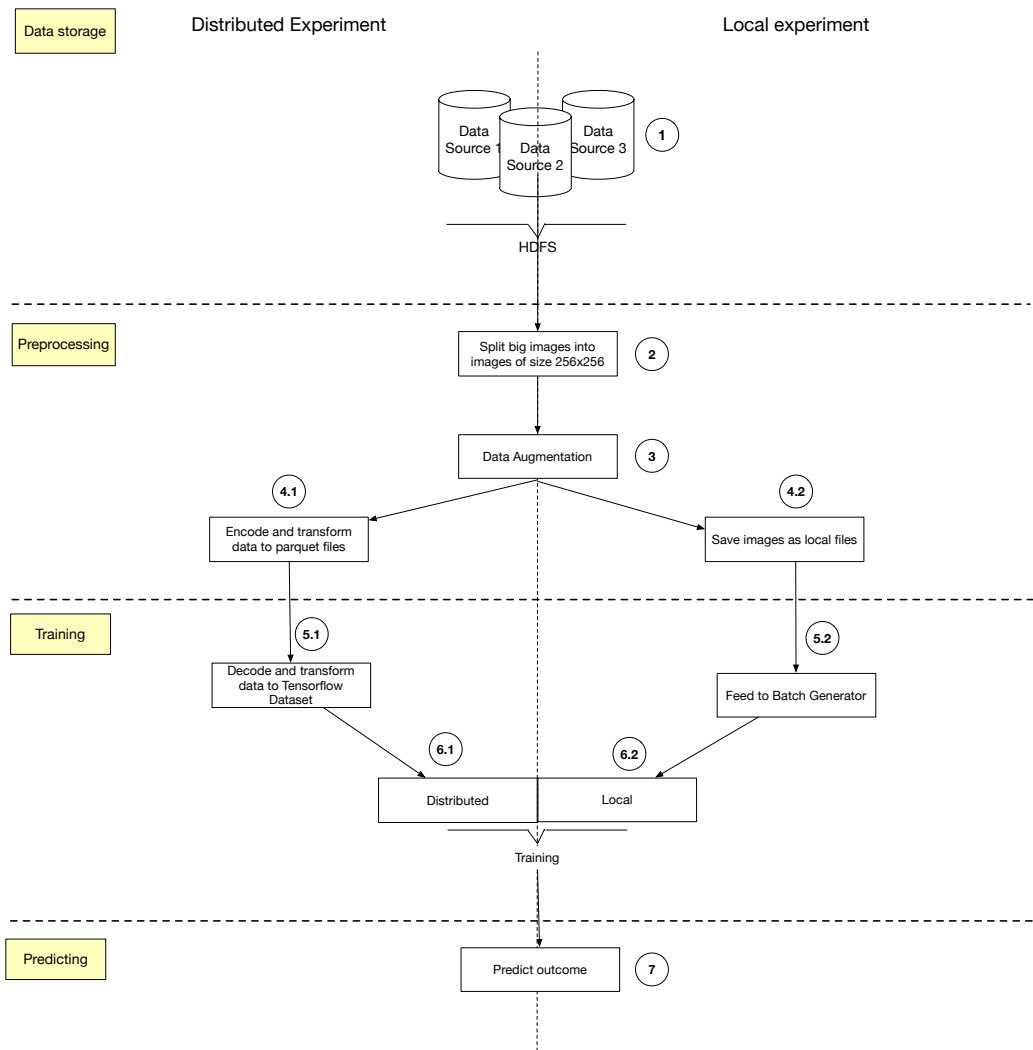 Data storage
Distributed Experiment
Local experiment
Data
Source 1
Data
Source 2
Data
Source 3
1
HDFS
Preprocessing
Split big images into
images of size 256x256
2
Data Augmentation
3
4.1
4.2
Encode and transform
data to parquet files
Save images as local files
Training
5.1
5.2
Decode and transform
data to Tensorflow
Dataset
Feed to Batch Generator
6.1
6.2
Distributed
Local
Training
Predicting
Predict outcome
7